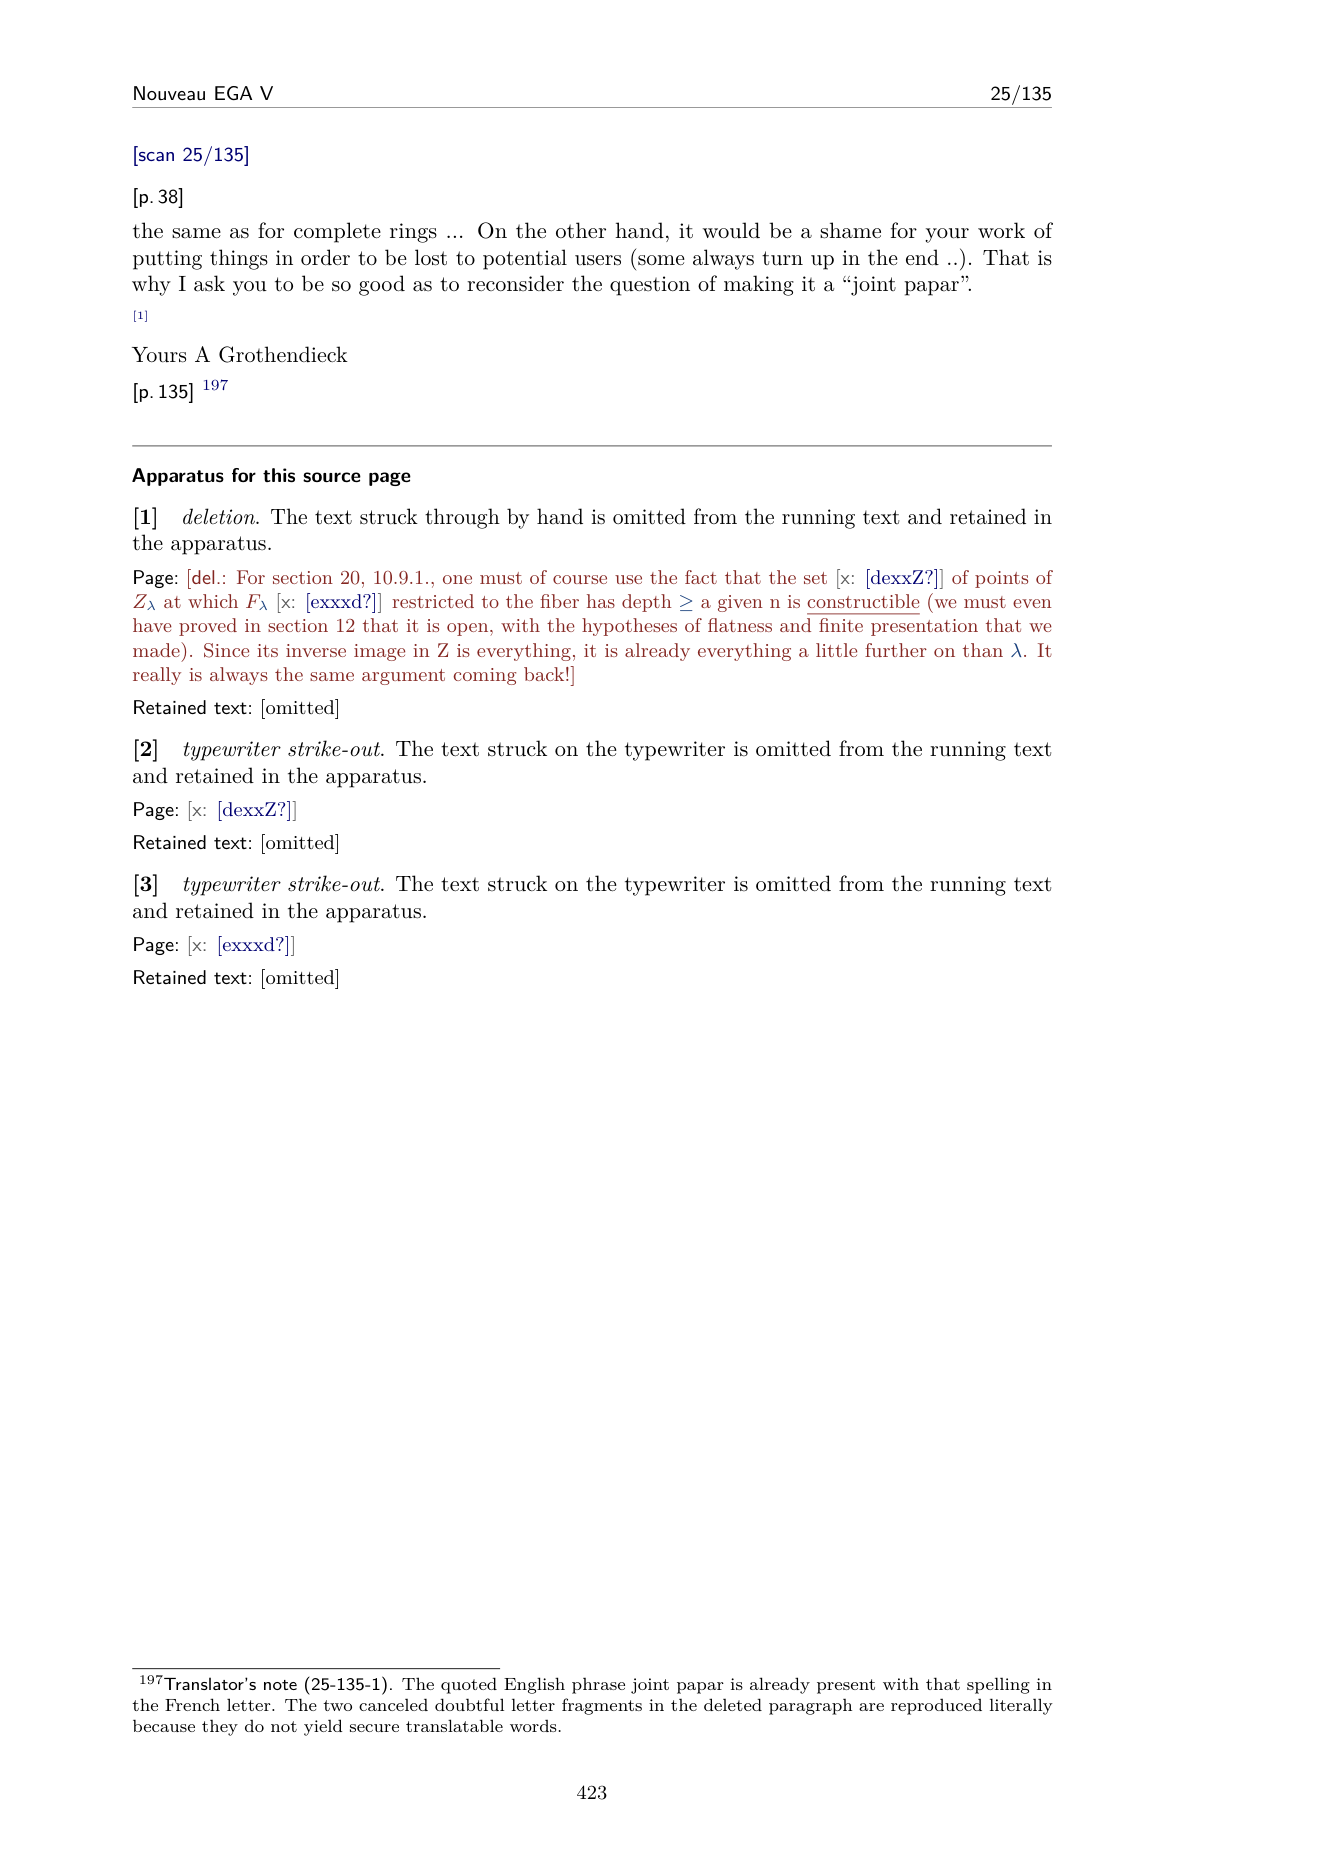 Nouveau EGA V 25/135
[scan 25/135]
[p. 38]
the same as for complete rings ... On the other hand, it would be a shame for your work of
putting things in order to be lost to potential users (some always turn up in the end ..). That is
why I ask you to be so good as to reconsider the question of making it a “joint papar”.
[1]
Yours A Grothendieck
[p. 135] 197
Apparatus for this source page
[1] deletion. The text struck through by hand is omitted from the running text and retained in
the apparatus.
Page: [del.: For section 20, 10.9.1., one must of course use the fact that the set [x: [dexxZ?]] of points of
Zλ at which Fλ [x: [exxxd?]] restricted to the fiber has depth ≥ a given n is constructible (we must even
have proved in section 12 that it is open, with the hypotheses of flatness and finite presentation that we
made). Since its inverse image in Z is everything, it is already everything a little further on than λ. It
really is always the same argument coming back!]
Retained text: [omitted]
[2] typewriter strike-out. The text struck on the typewriter is omitted from the running text
and retained in the apparatus.
Page: [x: [dexxZ?]]
Retained text: [omitted]
[3] typewriter strike-out. The text struck on the typewriter is omitted from the running text
and retained in the apparatus.
Page: [x: [exxxd?]]
Retained text: [omitted]
197Translator’s note (25-135-1). The quoted English phrase joint papar is already present with that spelling in
the French letter. The two canceled doubtful letter fragments in the deleted paragraph are reproduced literally
because they do not yield secure translatable words.
423